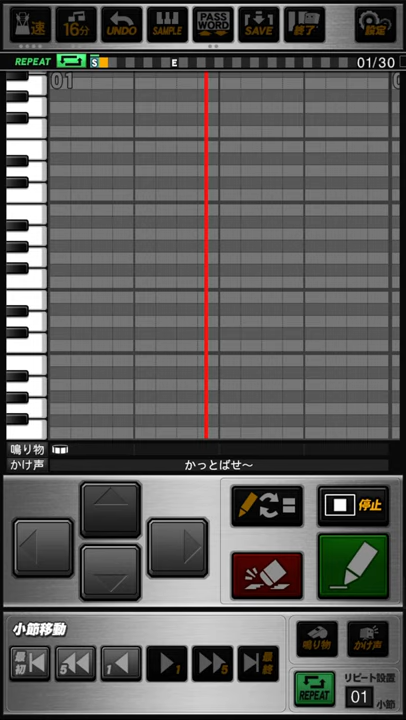 速 16分 UNDO SAMPLE PASS WORD SAVE 終了 設定
REPEAT S E 01/30
01
鳴り物
かけ声 かっとばせ～
停止
小節移動
最初 5 1 1 5 最終
鳴り物 かけ声
REPEAT リピート設置
01 小節